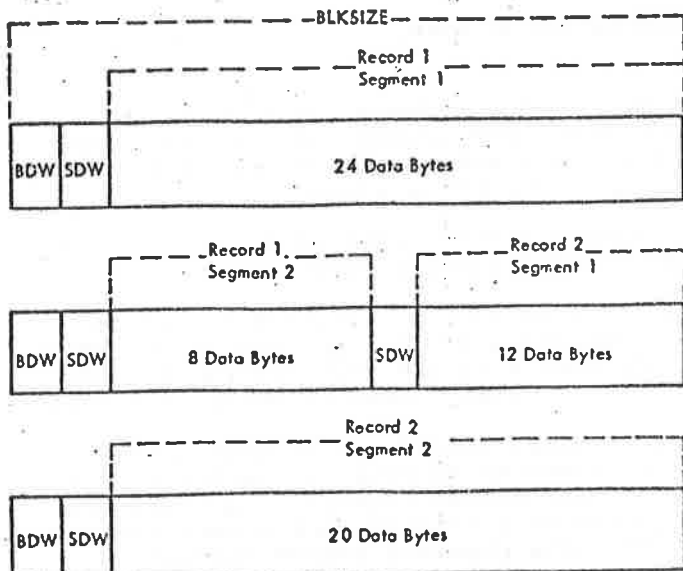 BLKSIZE
Record 1
Segment 1
BDW SDW 24 Data Bytes
Record 1 Record 2
Segment 2 Segment 1
BDW SDW 8 Data Bytes SDW 12 Data Bytes
Record 2
Segment 2
BDW SDW 20 Data Bytes